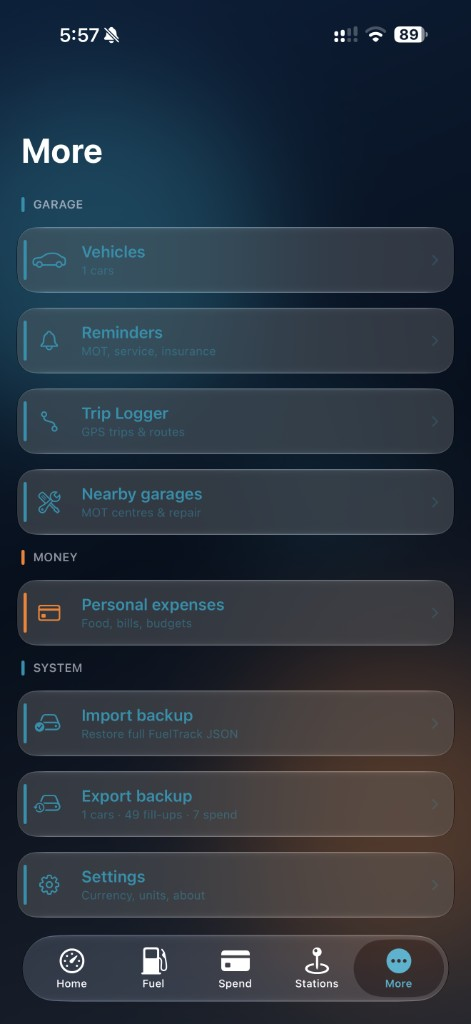 5:57
89
More
GARAGE
Vehicles
1 cars
Reminders
MOT, service, insurance
Trip Logger
GPS trips & routes
Nearby garages
MOT centres & repair
MONEY
Personal expenses
Food, bills, budgets
SYSTEM
Import backup
Restore full FuelTrack JSON
Export backup
1 cars · 49 fill-ups · 7 spend
Settings
Currency, units, about
Home
Fuel
Spend
Stations
More